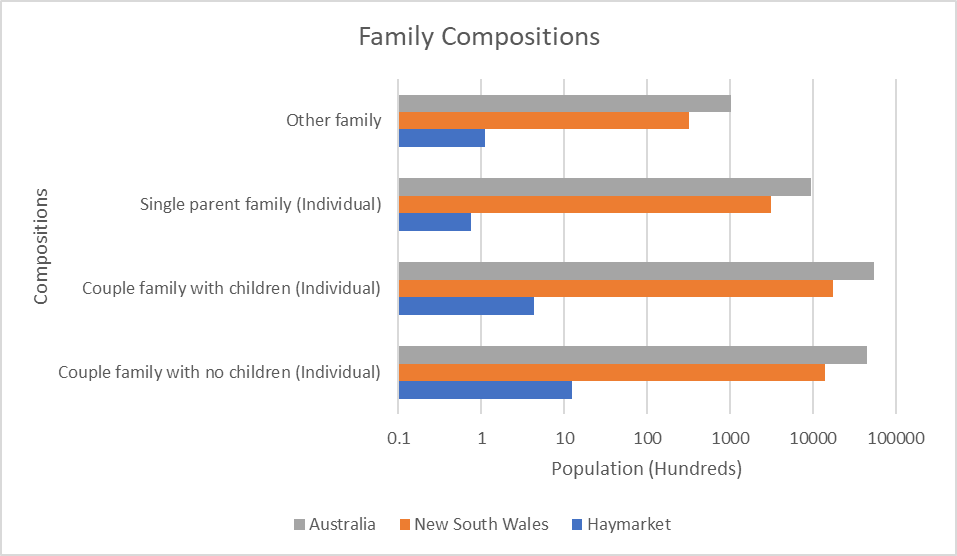 Family Compositions
Compositions
Other family
Single parent family (Individual)
Couple family with children (Individual)
Couple family with no children (Individual)
0.1 1 10 100 1000 10000 100000
Population (Hundreds)
Australia New South Wales Haymarket